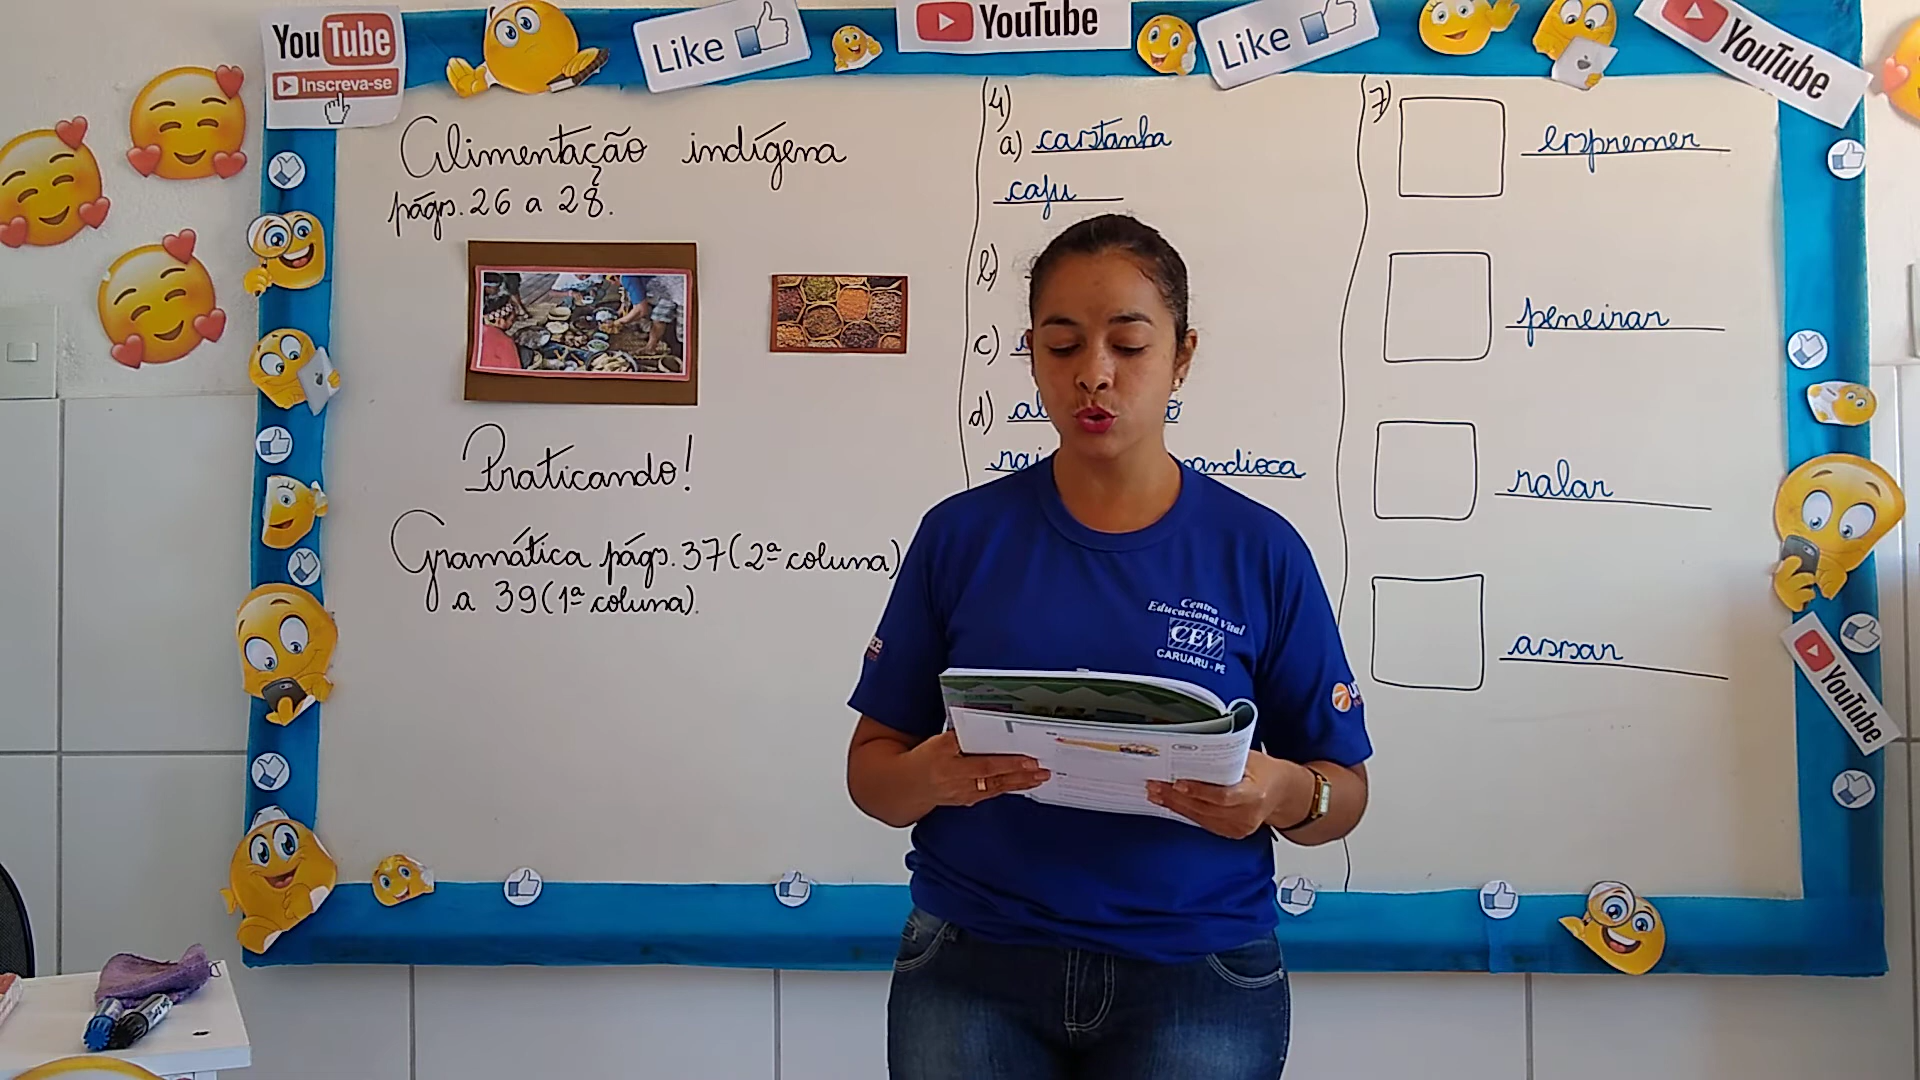 YouTube
Inscreva-se
Like
YouTube
Like
YouTube
Alimentação indígena
págs. 26 a 28.
Praticando!
Gramática págs. 37 (2ª coluna)
a 39 (1ª coluna).
4)
a) castanha
caju
b)
c)
d)
mandioca
7)
espremer
peneirar
ralar
assar
Centro
Educacional Vital
CEV
CARUARU - PE
YouTube